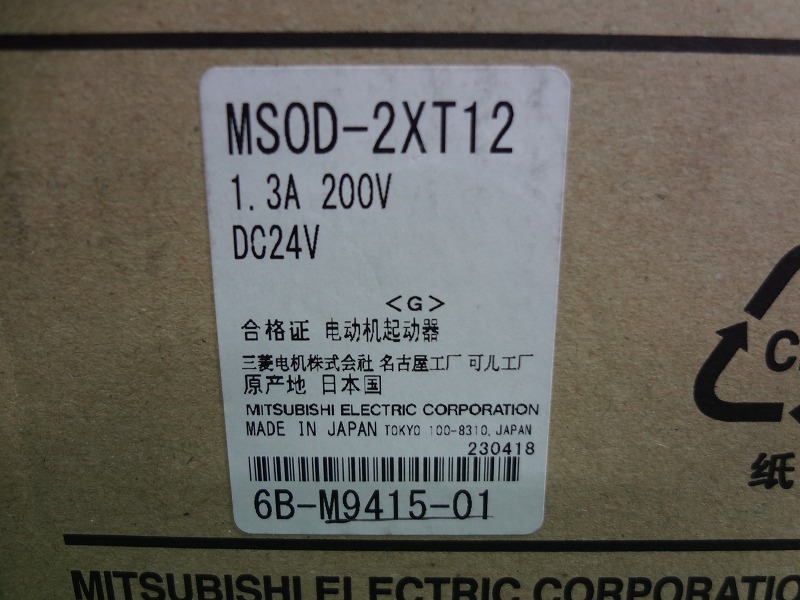 MSOD-2XT12
1.3A 200V
DC24V
<G>
合格证 电动机起动器
三菱电机株式会社 名古屋工厂 可儿工厂
原产地 日本国
MITSUBISHI ELECTRIC CORPORATION
MADE IN JAPAN TOKYO 100-8310, JAPAN
230418
6B-M9415-01
纸
MITSUBISHI ELECTRIC CORPORATIO